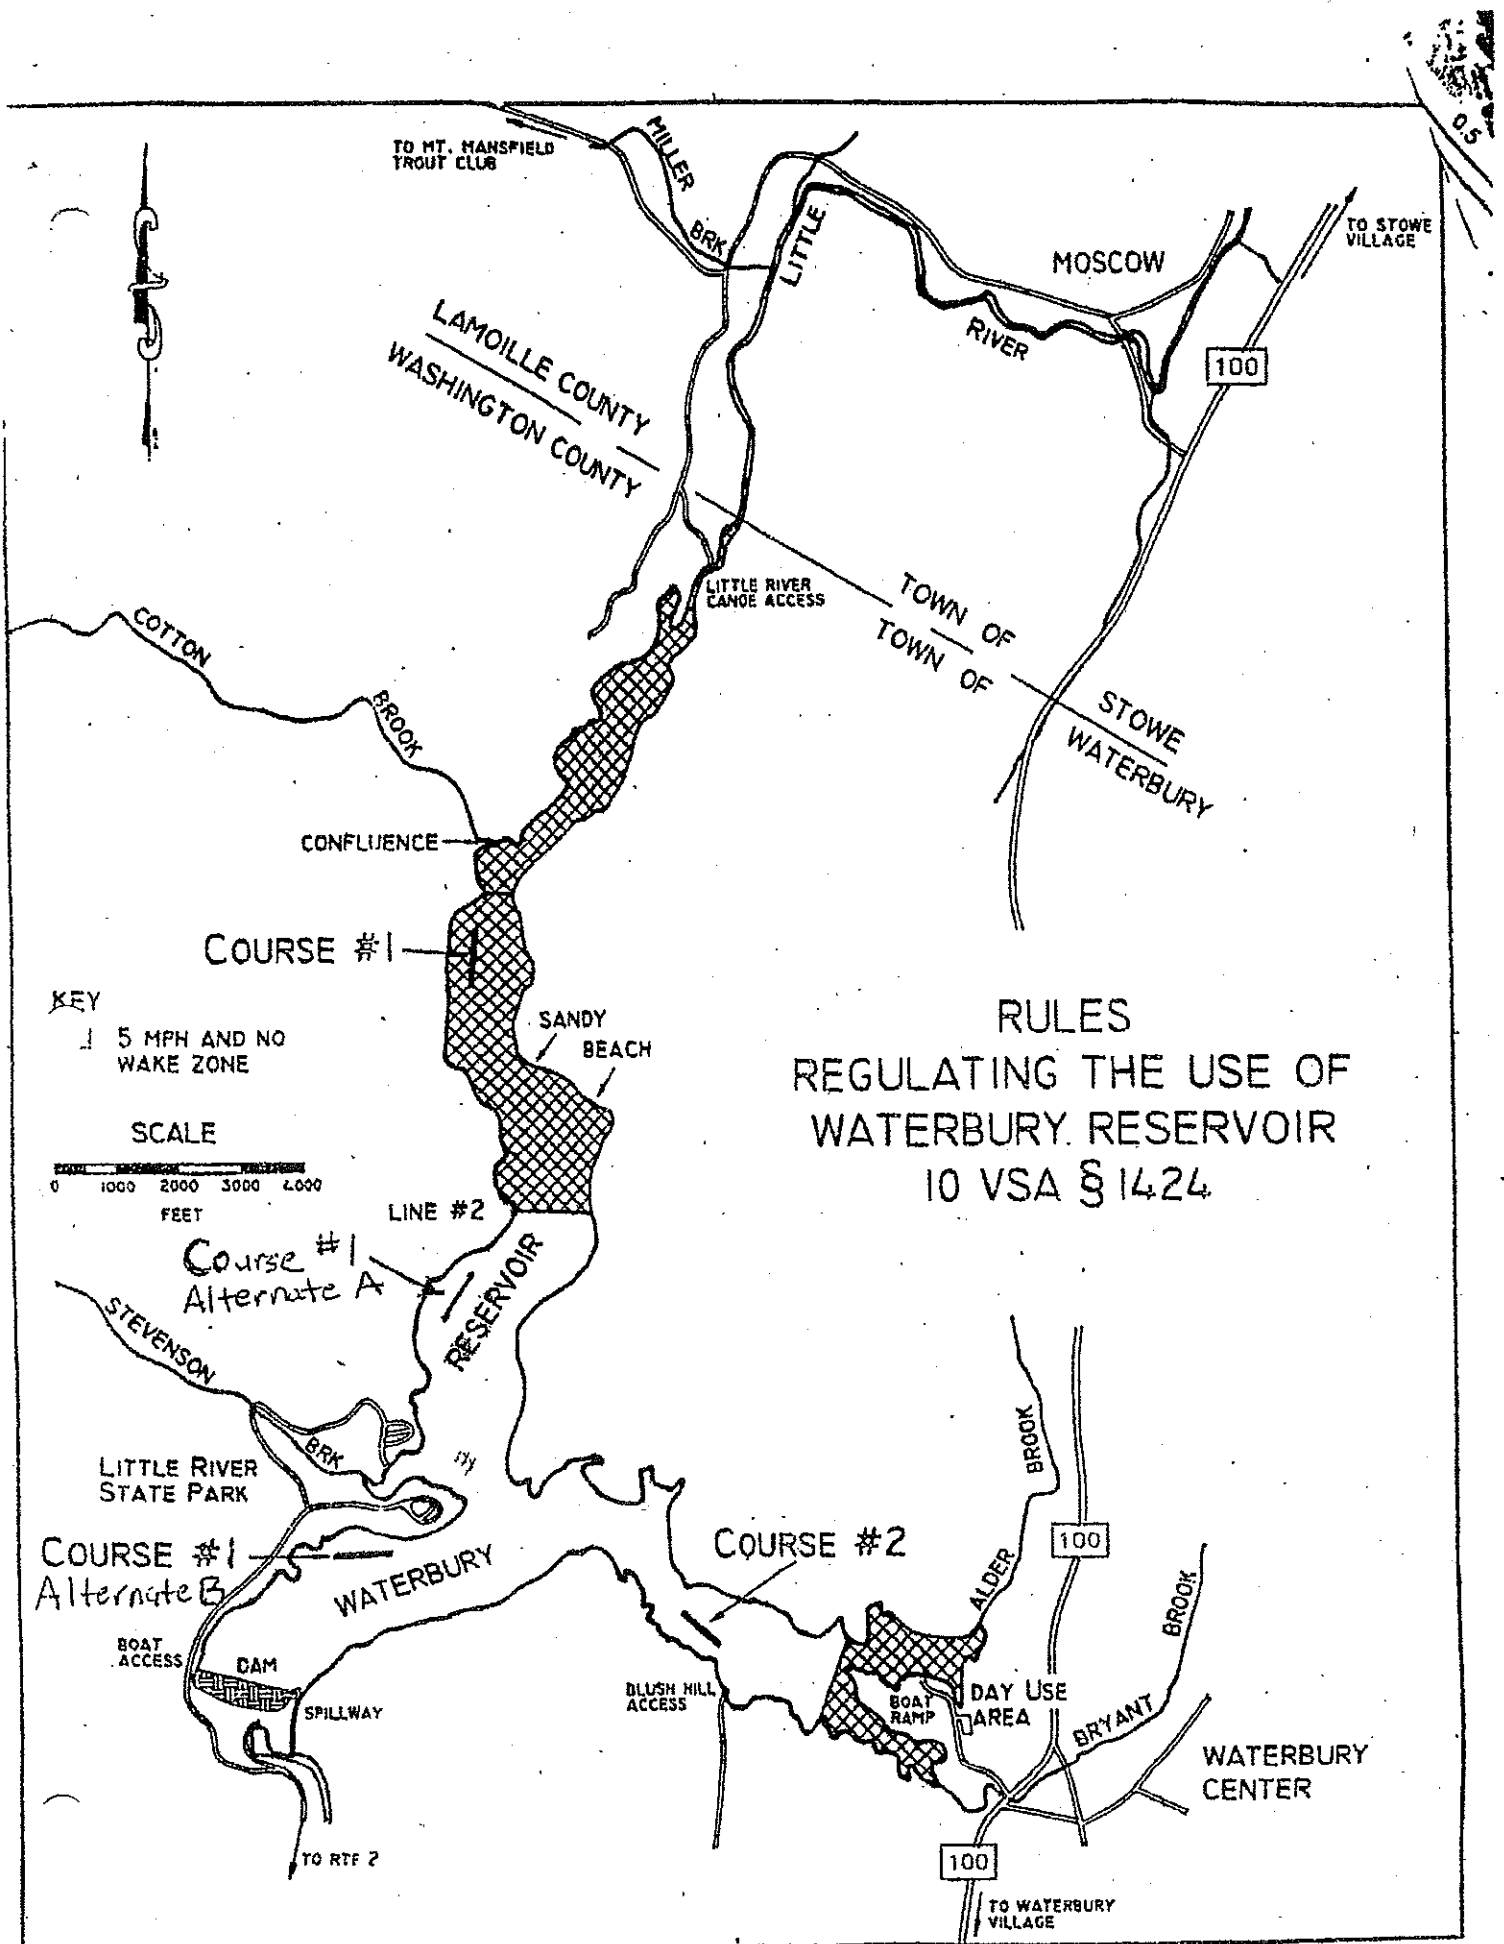 0.5
TO MT. MANSFIELD
TROUT CLUB
MILLER
BRK
LITTLE
RIVER
MOSCOW
TO STOWE
VILLAGE
100
LAMOILLE COUNTY
WASHINGTON COUNTY
LITTLE RIVER
CANOE ACCESS
TOWN OF
TOWN OF
STOWE
WATERBURY
COTTON
BROOK
CONFLUENCE
COURSE #1
KEY
5 MPH AND NO
WAKE ZONE
SANDY
BEACH
RULES
REGULATING THE USE OF
WATERBURY RESERVOIR
10 VSA § 1424
SCALE
0 1000 2000 3000 4000
FEET
LINE #2
Course #1
Alternate A
RESERVOIR
STEVENSON
BRK
LITTLE RIVER
STATE PARK
COURSE #1
Alternate B
WATERBURY
COURSE #2
BROOK
ALDER
100
BROOK
BRYANT
BOAT
ACCESS
DAM
SPILLWAY
BLUSH HILL
ACCESS
BOAT
RAMP
DAY USE
AREA
WATERBURY
CENTER
TO RTE 2
100
TO WATERBURY
VILLAGE